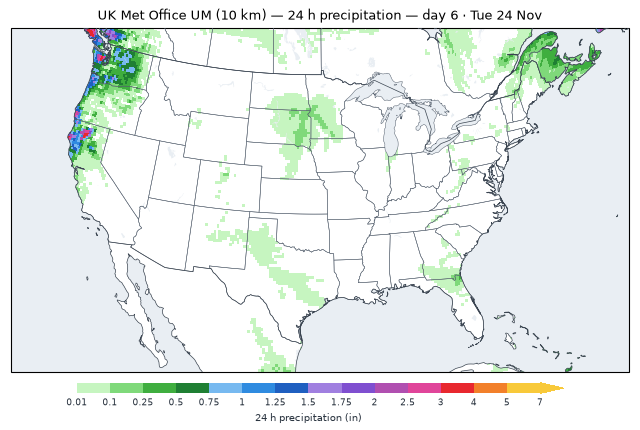 UK Met Office UM (10 km) — 24 h precipitation — day 6 · Tue 24 Nov
0.01 0.1 0.25 0.5 0.75 1 1.25 1.5 1.75 2 2.5 3 4 5 7
24 h precipitation (in)